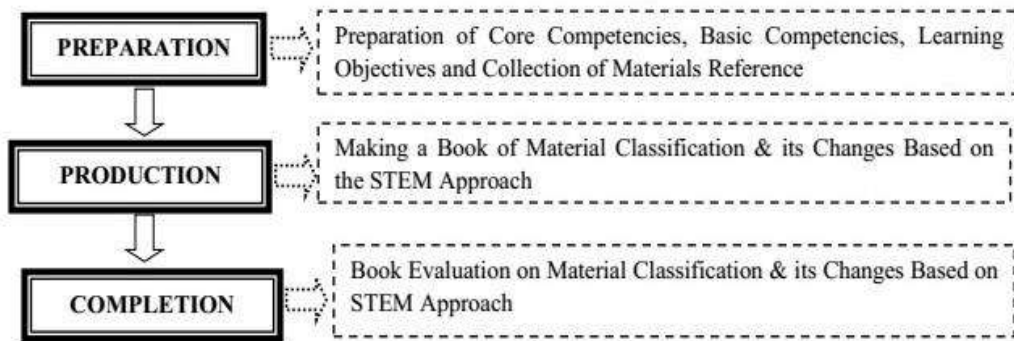 PREPARATION
Preparation of Core Competencies, Basic Competencies, Learning
Objectives and Collection of Materials Reference
PRODUCTION
Making a Book of Material Classification & its Changes Based on
the STEM Approach
COMPLETION
Book Evaluation on Material Classification & its Changes Based on
STEM Approach